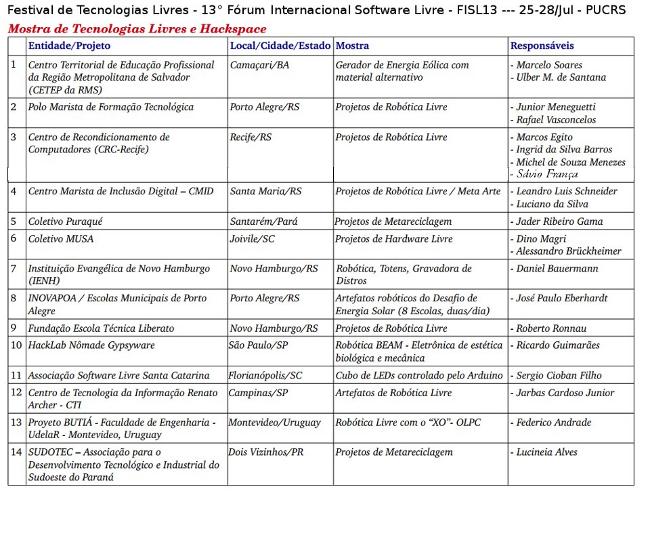 Festival de Tecnologias Livres - 13° Fórum Internacional Software Livre - FISL13 --- 25-28/Jul - PUCRS
Mostra de Tecnologias Livres e Hackspace
Entidade/Projeto Local/Cidade/Estado Mostra Responsáveis
1 Centro Territorial de Educação Profissional Camaçari/BA Gerador de Energia Eólica com - Marcelo Soares
da Região Metropolitana de Salvador material alternativo - Ulber M. de Santana
(CETEP da RMS)
2 Polo Marista de Formação Tecnológica Porto Alegre/RS Projetos de Robótica Livre - Junior Meneguetti
- Rafael Vasconcelos
3 Centro de Recondicionamento de Recife/RS Projetos de Robótica Livre - Marcos Egito
Computadores (CRC-Recife) - Ingrid da Silva Barros
- Michel de Souza Menezes
- Sávio França
4 Centro Marista de Inclusão Digital – CMID Santa Maria/RS Projetos de Robótica Livre / Meta Arte - Leandro Luis Schneider
- Luciano da Silva
5 Coletivo Puraqué Santarém/Pará Projetos de Metareciclagem - Jader Ribeiro Gama
6 Coletivo MUSA Joivile/SC Projetos de Hardware Livre - Dino Magri
- Alessandro Brückheimer
7 Instituição Evangélica de Novo Hamburgo Novo Hamburgo/RS Robótica, Totens, Gravadora de - Daniel Bauermann
(IENH) Distros
8 INOVAPOA / Escolas Municipais de Porto Porto Alegre/RS Artefatos robóticos do Desafio de - José Paulo Eberhardt
Alegre Energia Solar (8 Escolas, duas/dia)
9 Fundação Escola Técnica Liberato Novo Hamburgo/RS Projetos de Robótica Livre - Roberto Ronnau
10 HackLab Nômade Gypsyware São Paulo/SP Robótica BEAM - Eletrônica de estética - Ricardo Guimarães
biológica e mecânica
11 Associação Software Livre Santa Catarina Florianópolis/SC Cubo de LEDs controlado pelo Arduino - Sergio Cioban Filho
12 Centro de Tecnologia da Informação Renato Campinas/SP Artefatos de Robótica Livre - Jarbas Cardoso Junior
Archer - CTI
13 Proyecto BUTIÁ - Faculdade de Engenharia - Montevideo/Uruguay Robótica Livre com o “XO”- OLPC - Federico Andrade
UdelaR - Montevideo, Uruguay
14 SUDOTEC – Associação para o Dois Vizinhos/PR Projetos de Metareciclagem - Lucineia Alves
Desenvolvimento Tecnológico e Industrial do
Sudoeste do Paraná